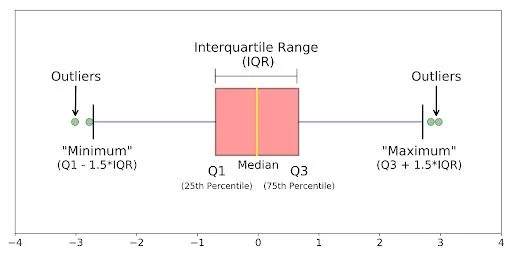 Interquartile Range
(IQR)
Outliers
Outliers
"Minimum"
(Q1 - 1.5*IQR)
"Maximum"
(Q3 + 1.5*IQR)
Median
Q1
Q3
(25th Percentile)
(75th Percentile)
−4
−3
−2
−1
0
1
2
3
4